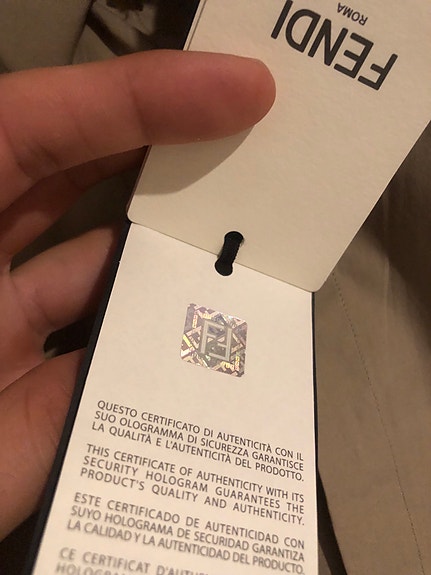 FENDI
ROMA
FF
QUESTO CERTIFICATO DI AUTENTICITÀ CON IL
SUO OLOGRAMMA DI SICUREZZA GARANTISCE
LA QUALITÀ E L'AUTENTICITÀ DEL PRODOTTO.
THIS CERTIFICATE OF AUTHENTICITY WITH ITS
SECURITY HOLOGRAM GUARANTEES THE
PRODUCT'S QUALITY AND AUTHENTICITY.
ESTE CERTIFICADO DE AUTENTICIDAD CON
SUYO HOLOGRAMA DE SEGURIDAD GARANTIZA
LA CALIDAD Y LA AUTENTICIDAD DEL PRODUCTO.
CE CERTIFICAT